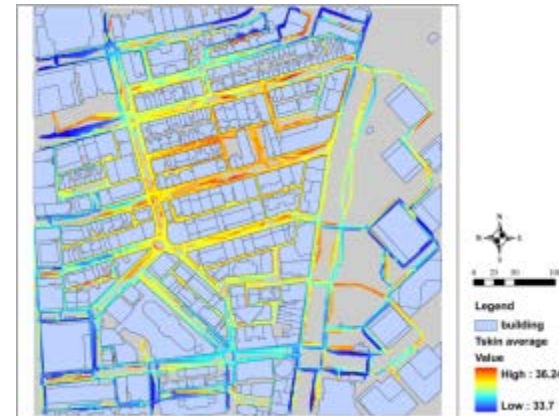 N
Legend
building
Tskin average
Value
High : 36.24
Low : 33.7